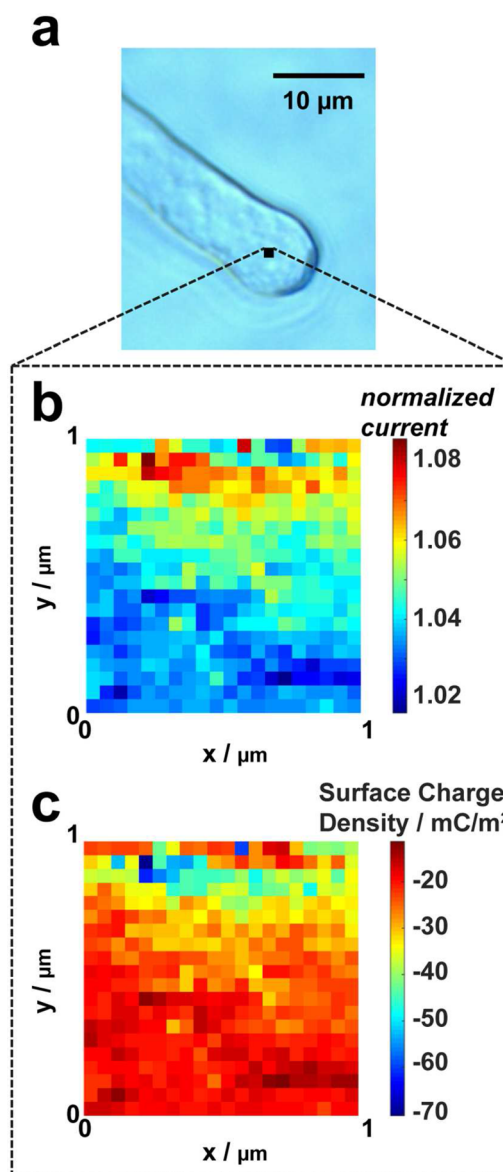 a
10 µm
b
normalized
current
1
1.08
1.06
y / µm
1.04
1.02
0
0
1
x / µm
c
Surface Charge
Density / mC/m²
1
-20
-30
y / µm
-40
-50
-60
-70
0
0
1
x / µm